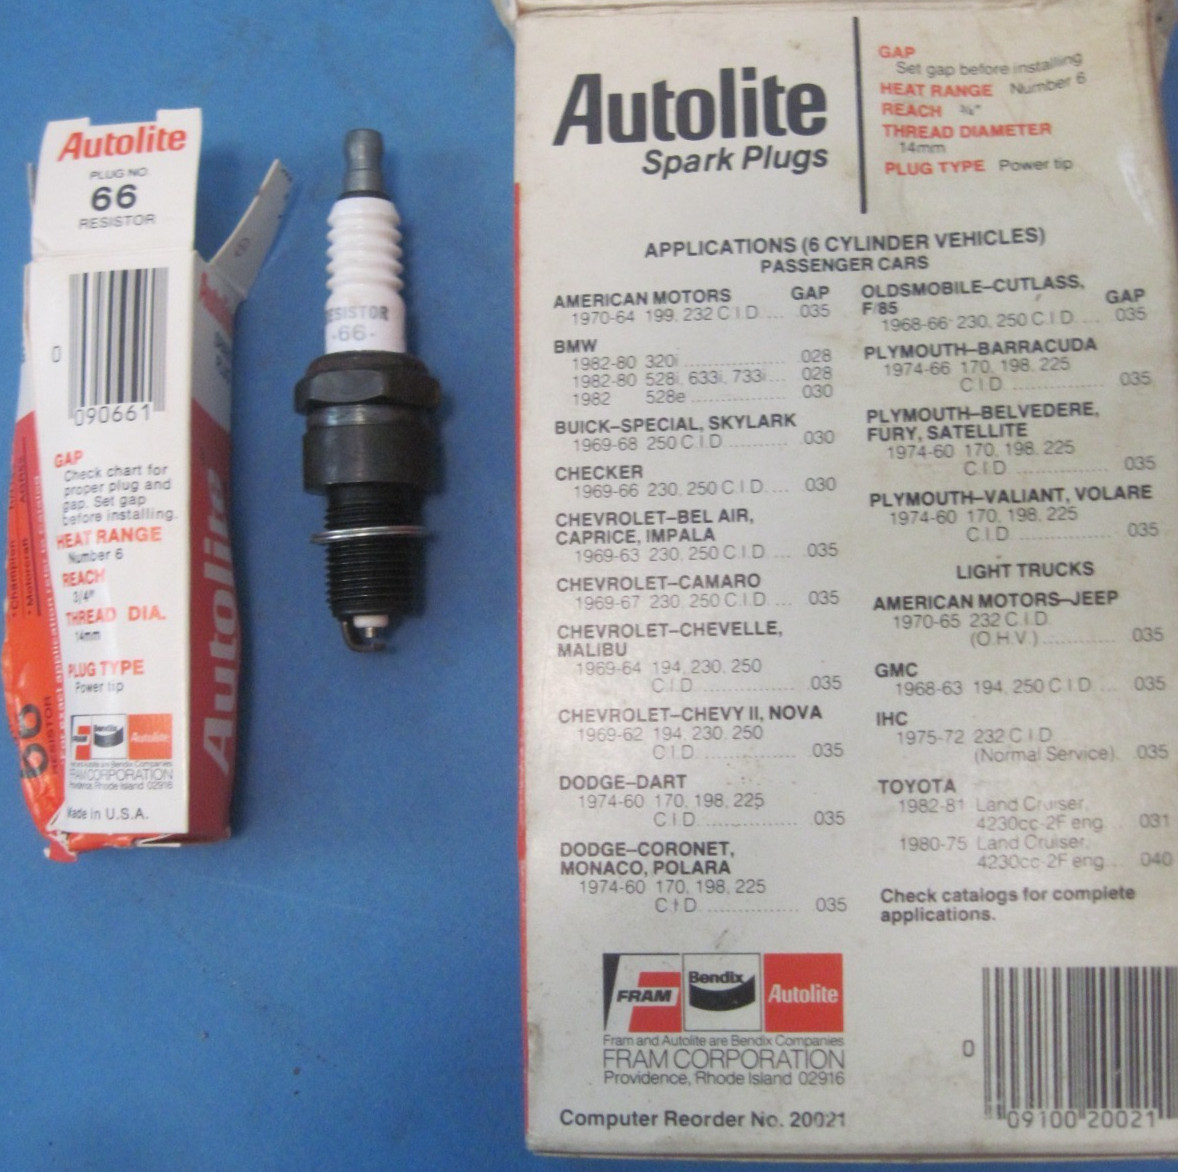 Autolite
PLUG NO.
66
RESISTOR
0
090661
GAP
Check chart for
proper plug and
gap. Set gap
before installing.
HEAT RANGE
Number 6
REACH
3/4"
THREAD DIA.
14mm
PLUG TYPE
Power tip
FRAM
Bendix
Autolite
FRAM CORPORATION
Providence, Rhode Island 02916
Made in U.S.A.
Autolite
66
RESISTOR
ESISTOR
-66-
Autolite
Spark Plugs
GAP
Set gap before installing
HEAT RANGE Number 6
REACH 3/4"
THREAD DIAMETER
14mm
PLUG TYPE Power tip
APPLICATIONS (6 CYLINDER VEHICLES)
PASSENGER CARS
AMERICAN MOTORS GAP
1970-64 199, 232 C.I.D. ... .035
BMW
1982-80 320i ................ .028
1982-80 528i, 633i, 733i... .028
1982 528e .............. .030
BUICK–SPECIAL, SKYLARK
1969-68 250 C.I.D. .......... .030
CHECKER
1969-66 230, 250 C.I.D. ... .030
CHEVROLET–BEL AIR,
CAPRICE, IMPALA
1969-63 230, 250 C.I.D. ... .035
CHEVROLET–CAMARO
1969-67 230, 250 C.I.D. ... .035
CHEVROLET–CHEVELLE,
MALIBU
1969-64 194, 230, 250
C.I.D. .............. .035
CHEVROLET–CHEVY II, NOVA
1969-62 194, 230, 250
C.I.D. .............. .035
DODGE–DART
1974-60 170, 198, 225
C.I.D. .............. .035
DODGE–CORONET,
MONACO, POLARA
1974-60 170, 198, 225
C.I.D. .............. .035
OLDSMOBILE–CUTLASS,
F/85 GAP
1968-66 230, 250 C.I.D. ... .035
PLYMOUTH–BARRACUDA
1974-66 170, 198, 225
C.I.D. .............. .035
PLYMOUTH–BELVEDERE,
FURY, SATELLITE
1974-60 170, 198, 225
C.I.D. .............. .035
PLYMOUTH–VALIANT, VOLARE
1974-60 170, 198, 225
C.I.D. .............. .035
LIGHT TRUCKS
AMERICAN MOTORS–JEEP
1970-65 232 C.I.D.
(O.H.V.) .............. .035
GMC
1968-63 194, 250 C.I.D. ... .035
IHC
1975-72 232 C.I.D.
(Normal Service). .035
TOYOTA
1982-81 Land Cruiser,
4230cc-2F eng. .. .031
1980-75 Land Cruiser,
4230cc-2F eng. .. .040
Check catalogs for complete
applications.
FRAM
Bendix
Autolite
Fram and Autolite are Bendix Companies
FRAM CORPORATION
Providence, Rhode Island 02916
Computer Reorder No. 20021
0
09100 20021